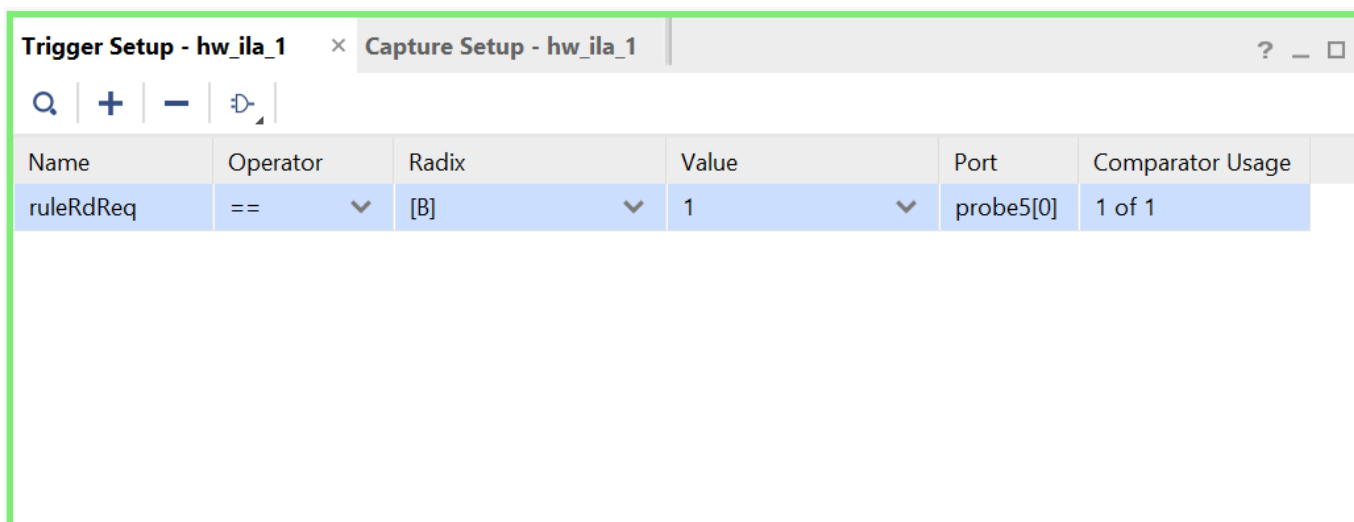 Trigger Setup - hw_ila_1 × Capture Setup - hw_ila_1 ? _ □
Name Operator Radix Value Port Comparator Usage
ruleRdReq == [B] 1 probe5[0] 1 of 1